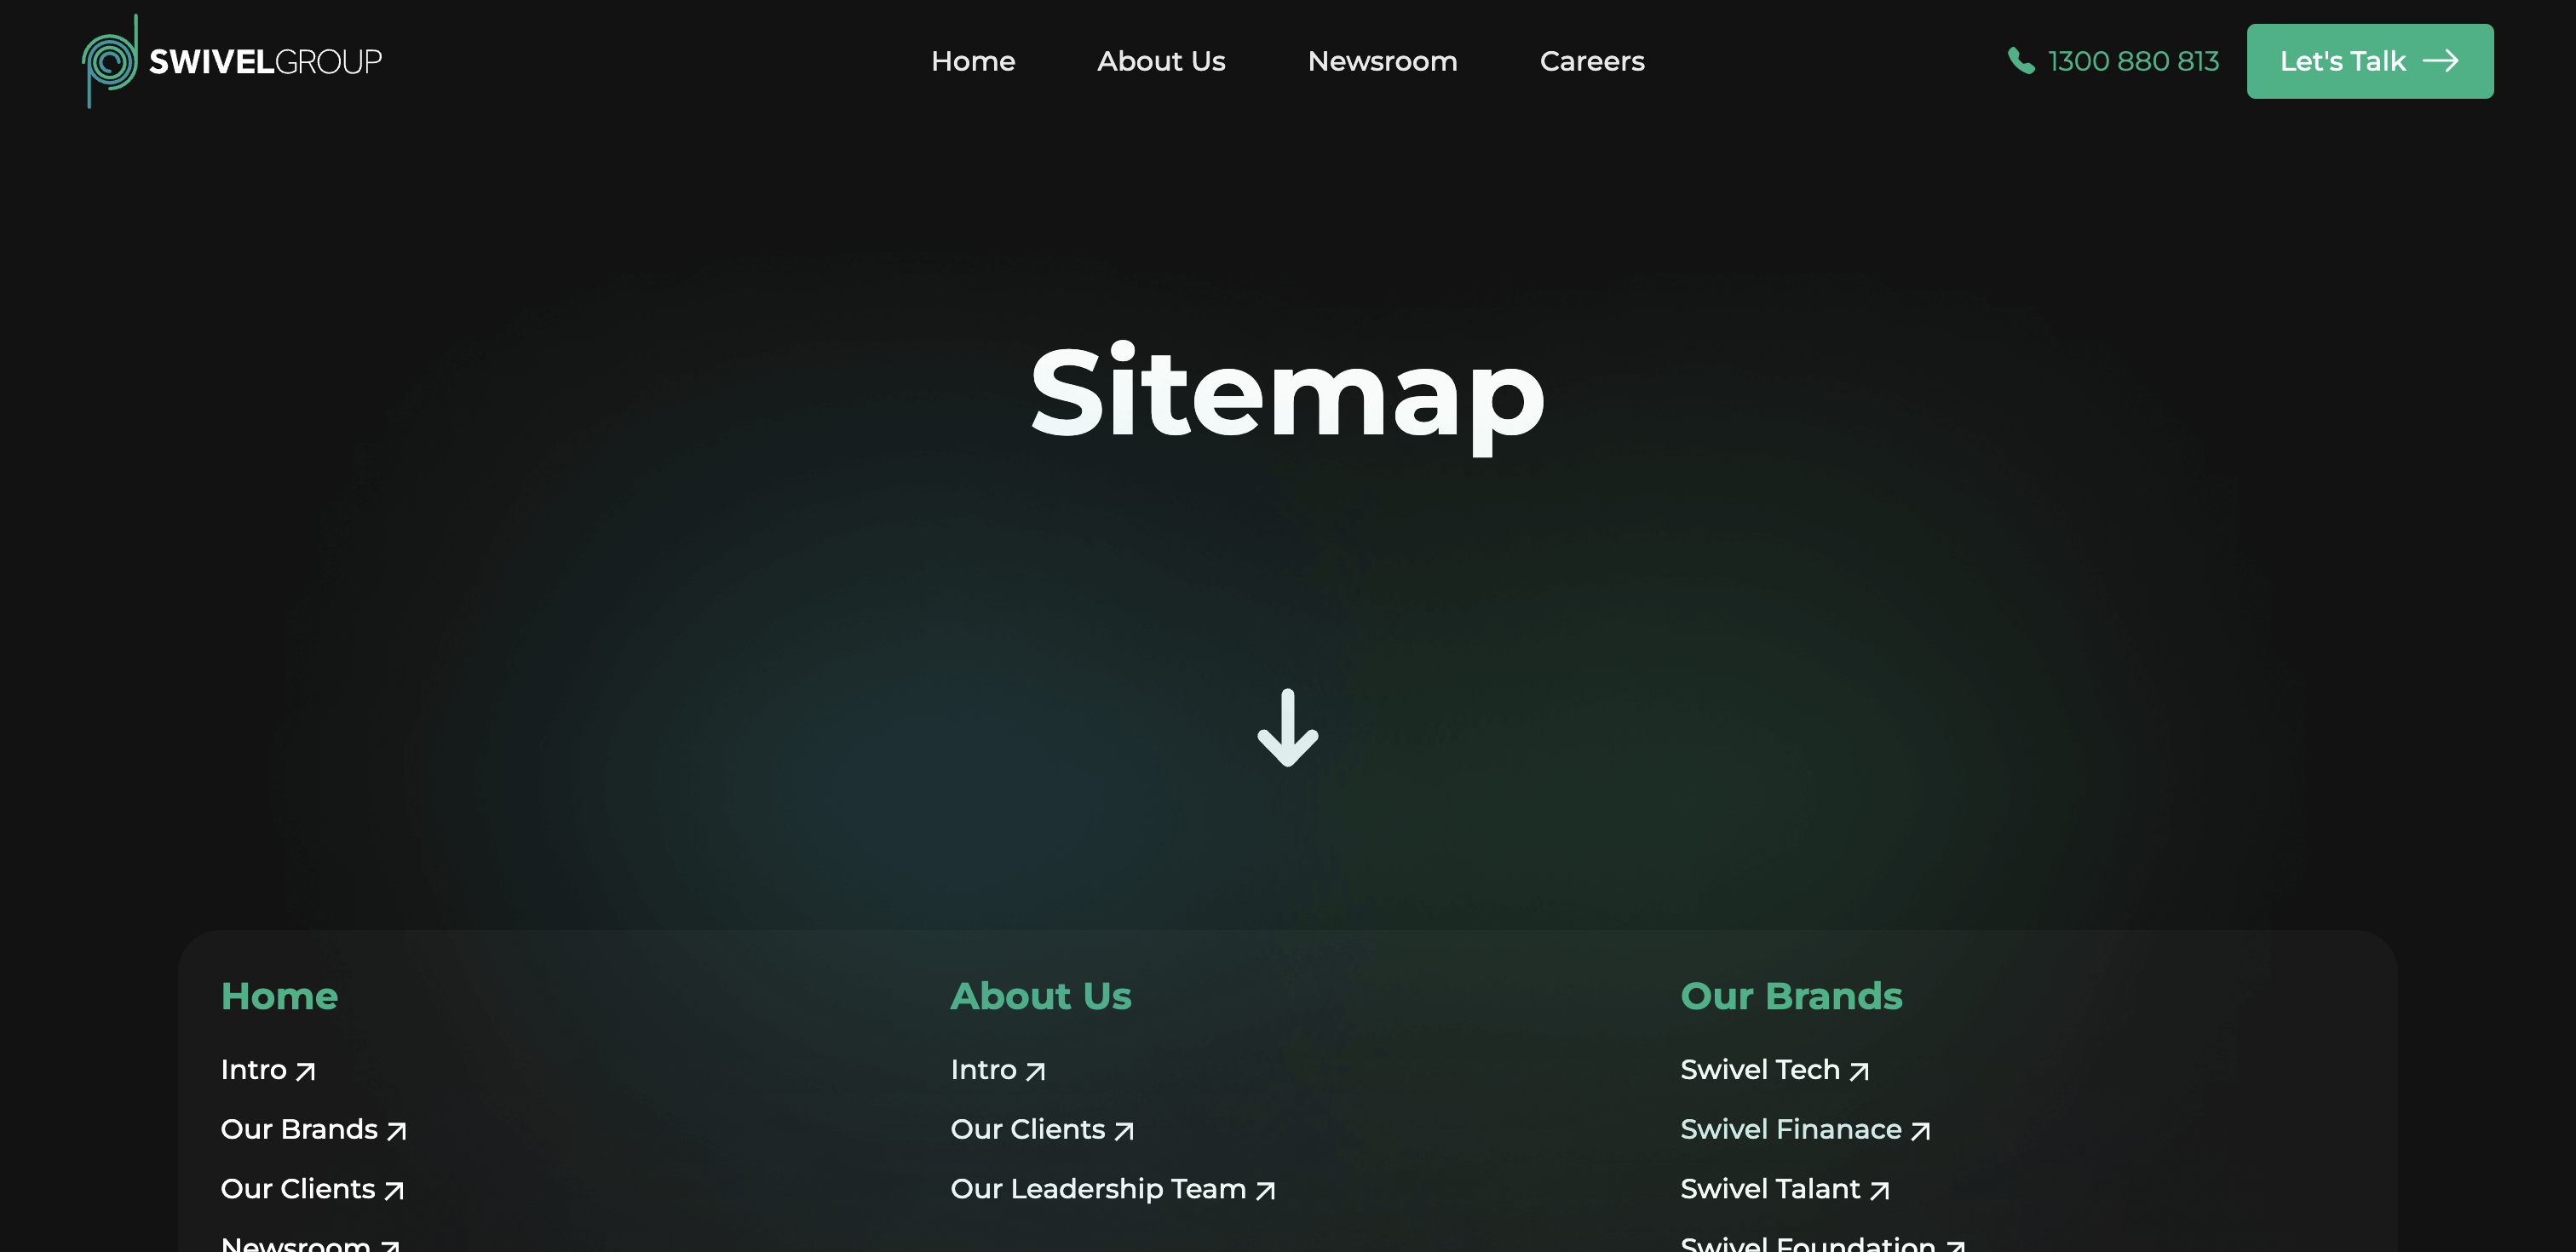 SWIVELGROUP
Home
About Us
Newsroom
Careers
1300 880 813
Let's Talk
Sitemap
Home
Intro
Our Brands
Our Clients
Newsroom
About Us
Intro
Our Clients
Our Leadership Team
Our Brands
Swivel Tech
Swivel Finanace
Swivel Talant
Swivel Foundation